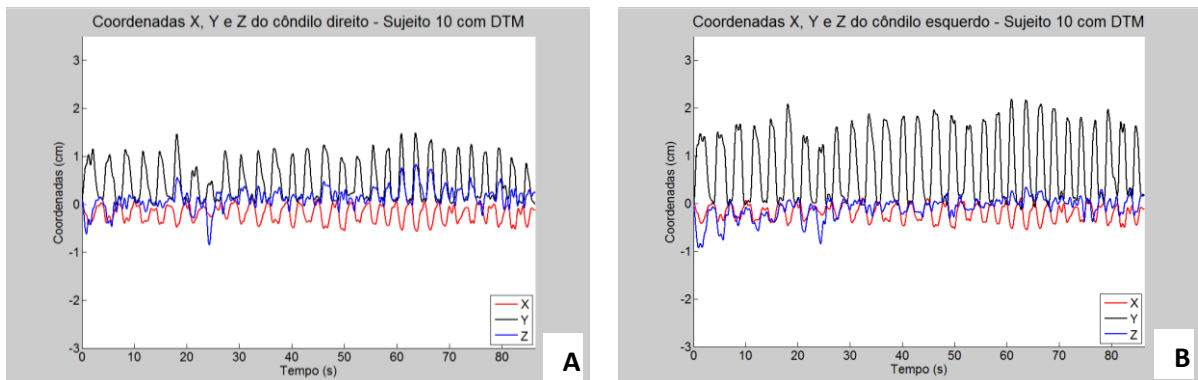 Coordenadas X, Y e Z do côndilo direito - Sujeito 10 com DTM
3
2
1
0
-1
-2
-3
Coordenadas (cm)
0 10 20 30 40 50 60 70 80
Tempo (s)
X
Y
Z
A
Coordenadas X, Y e Z do côndilo esquerdo - Sujeito 10 com DTM
3
2
1
0
-1
-2
-3
Coordenadas (cm)
0 10 20 30 40 50 60 70 80
Tempo (s)
X
Y
Z
B